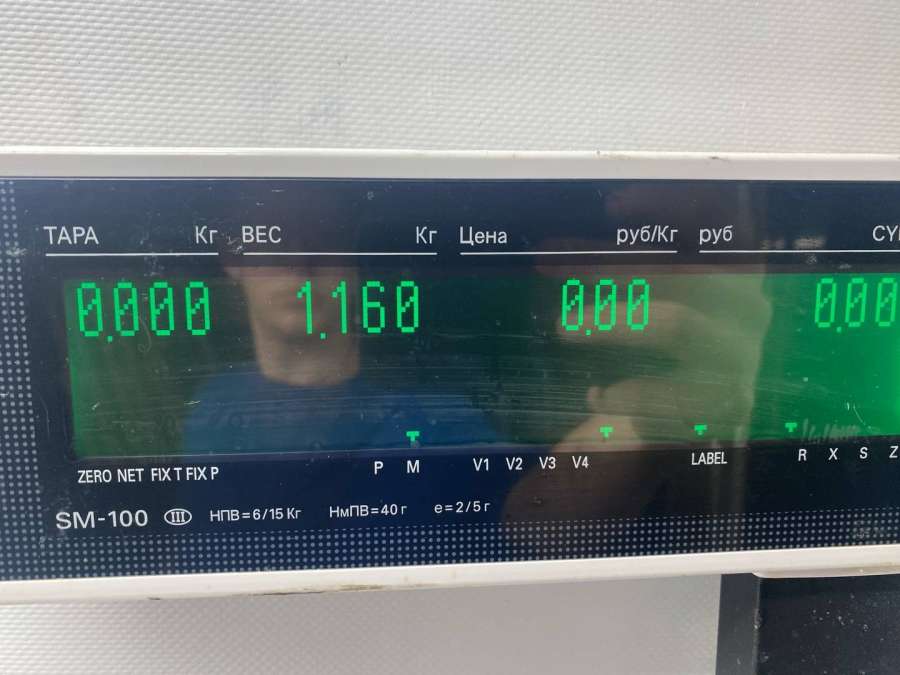 ТАРА Кг ВЕС Кг Цена руб/Кг руб
0.000 1.160 0.00 0.00
ZERO NET FIX T FIX P P M V1 V2 V3 V4 LABEL R X S Z
SM-100 III НПВ=6/15 Кг НмПВ=40 г е=2/5 г